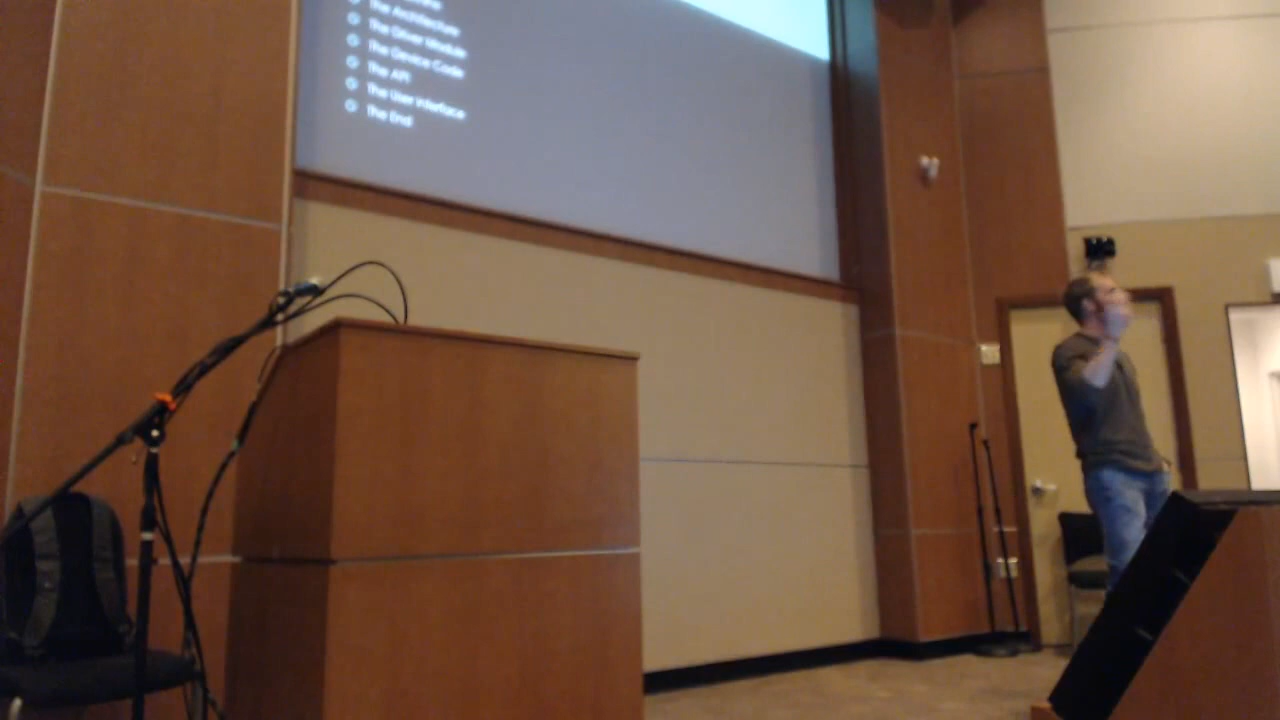 The Architecture
The Driver Module
The Device Code
The API
The User Interface
The End